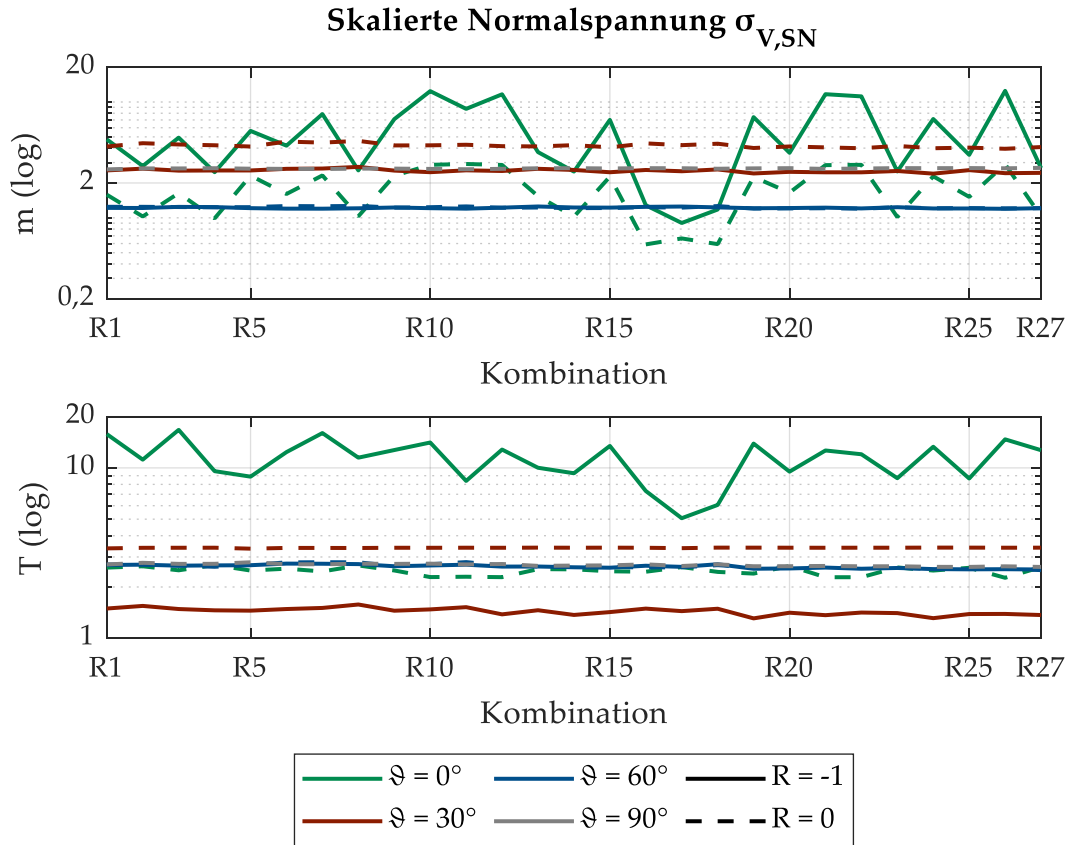 Skalierte Normalspannung σV,SN
20
2
0,2
m (log)
R1 R5 R10 R15 R20 R25 R27
Kombination
20
10
1
T (log)
R1 R5 R10 R15 R20 R25 R27
Kombination
ϑ = 0° ϑ = 60° R = -1
ϑ = 30° ϑ = 90° R = 0